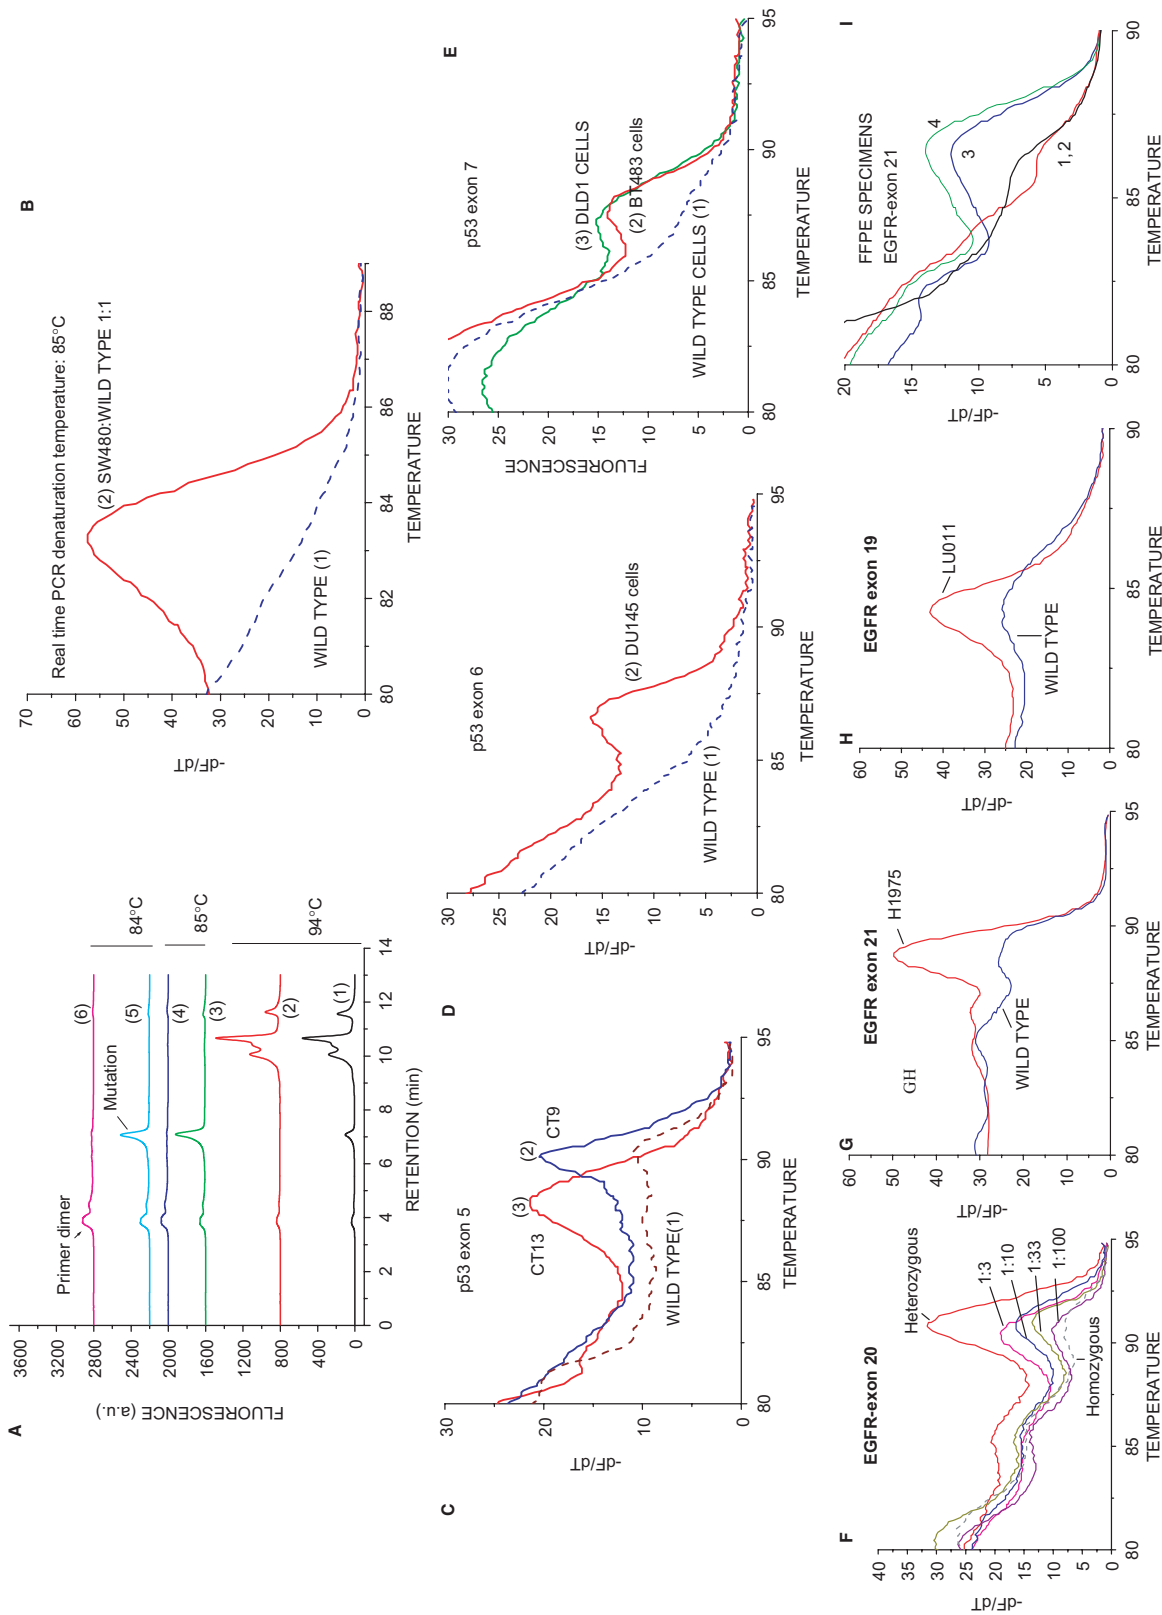 A
FLUORESCENCE (a.u.)
3600
2800
2000
2400
1600
800
400
0
0 2 4 6 8 10 12 14
RETENTION (min)
Primer dimer
Mutation
(6)
(5)
(4)
(3)
(2)
(1)
84°C
85°C
94°C
B
Real time PCR denaturation temperature: 85°C
(2) SW480:WILD TYPE 1:1
WILD TYPE (1)
-dF/dT
70
60
50
40
30
20
10
0
80 82 84 86 88
TEMPERATURE
C
p53 exon 5
CT13
(3)
(2)
CT9
WILD TYPE(1)
-dF/dT
30
20
10
0
80 85 90 95
TEMPERATURE
D
p53 exon 6
(2) DU145 cells
WILD TYPE (1)
-dF/dT
30
25
20
15
10
5
0
80 85 90 95
TEMPERATURE
E
p53 exon 7
(3) DLD1 CELLS
(2) BT483 cells
WILD TYPE CELLS (1)
FLUORESCENCE
30
25
20
15
10
5
0
80 85 90 95
TEMPERATURE
F
EGFR-exon 20
Heterozygous
1:3
1:10
1:33
1:100
Homozygous
-dF/dT
40
35
30
25
20
15
10
5
0
80 85 90 95
TEMPERATURE
G
EGFR exon 21
GH
H1975
WILD TYPE
-dF/dT
60
50
40
30
20
10
0
80 85 90 95
TEMPERATURE
H
EGFR exon 19
LU011
WILD TYPE
-dF/dT
60
50
40
30
20
10
0
80 85 90
TEMPERATURE
I
FFPE SPECIMENS
EGFR-exon 21
4
3
1,2
-dF/dT
20
15
10
5
0
80 85 90
TEMPERATURE